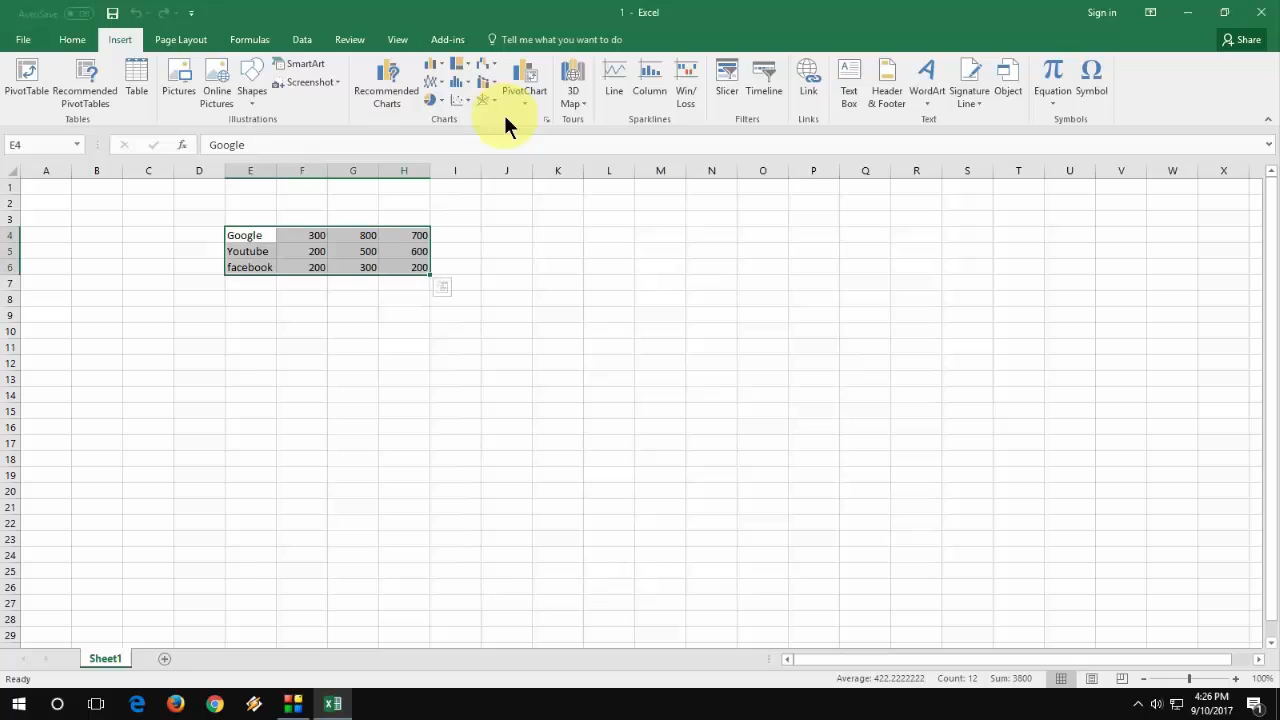 AutoSave Off 1 - Excel Sign in
File Home Insert Page Layout Formulas Data Review View Add-ins Tell me what you want to do Share
PivotTable Recommended PivotTables Table Pictures Online Pictures Shapes SmartArt Screenshot Recommended Charts PivotChart 3D Map Line Column Win/ Loss Slicer Timeline Link Text Box Header & Footer WordArt Signature Line Object Equation Symbol
Tables Illustrations Charts Tours Sparklines Filters Links Text Symbols
E4 fx Google
A B C D E F G H I J K L M N O P Q R S T U V W X
1
2
3
4 Google 300 800 700
5 Youtube 200 500 600
6 facebook 200 300 200
7
8
9
10
11
12
13
14
15
16
17
18
19
20
21
22
23
24
25
26
27
28
29
Sheet1
Ready Average: 422.2222222 Count: 12 Sum: 3800 100%
4:26 PM
9/10/2017